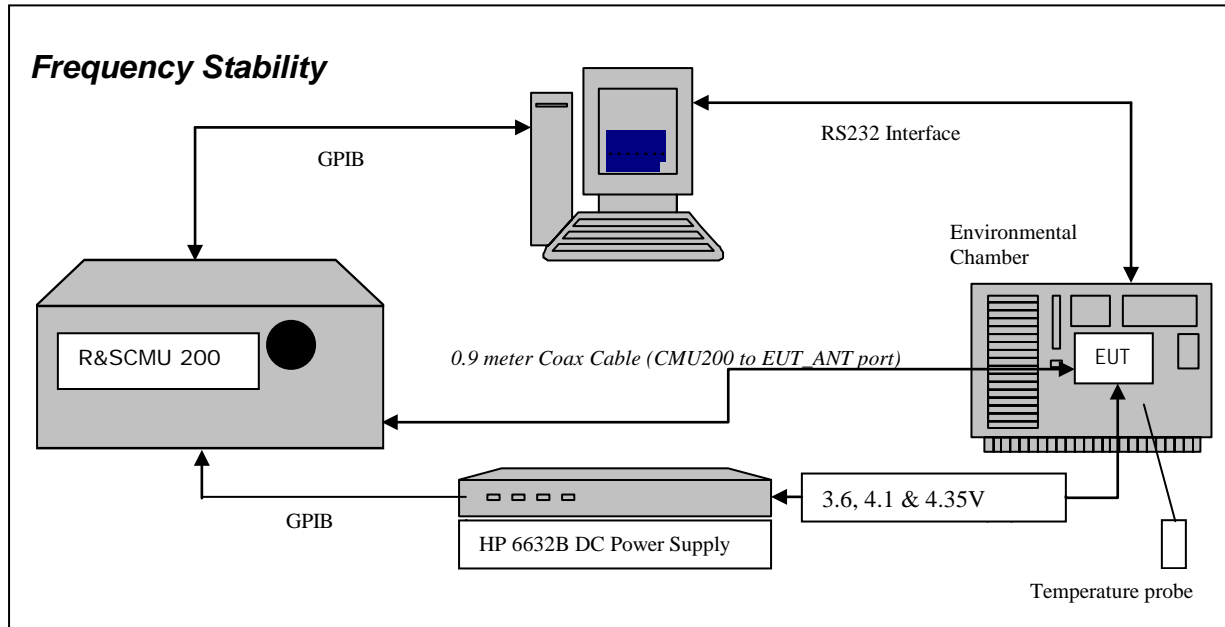 Frequency Stability
GPIB
RS232 Interface
Environmental
Chamber
R&SCMU 200
0.9 meter Coax Cable (CMU200 to EUT_ANT port)
EUT
GPIB
3.6, 4.1 & 4.35V
HP 6632B DC Power Supply
Temperature probe